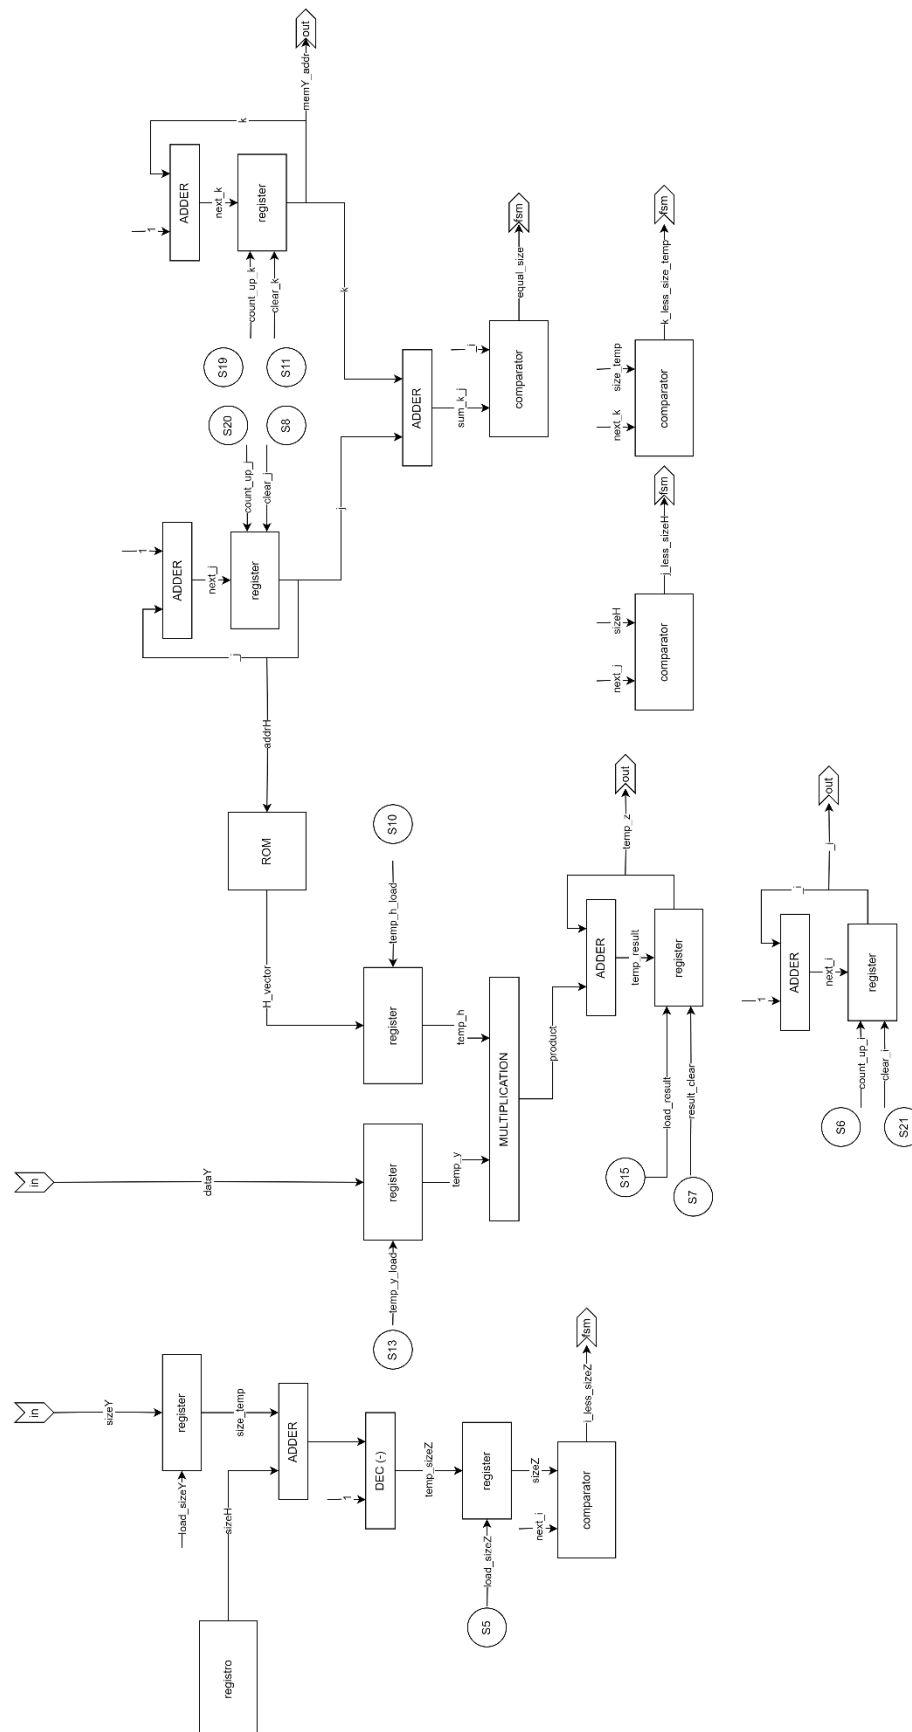 in
sizeY
load_sizeY
register
size_temp
registro
sizeH
ADDER
1
DEC (-)
temp_sizeZ
S5
load_sizeZ
register
sizeZ
next_i
comparator
i_less_sizeZ
fsm
in
dataY
S13
temp_y_load
register
temp_y
ROM
addrH
H_vector
register
temp_h_load
S10
temp_h
MULTIPLICATION
product
ADDER
temp_result
S15
load_result
S7
result_clear
register
temp_z
out
1
i
ADDER
next_i
S6
count_up_i
S21
clear_i
register
i
out
j
ADDER
1
next_j
register
count_up_j
S20
clear_j
S8
j
1
ADDER
k
next_k
S19
count_up_k
S11
clear_k
register
memY_addr
out
k
ADDER
sum_k_j
i
comparator
equal_size
fsm
next_j
sizeH
comparator
j_less_sizeH
fsm
next_k
size_temp
comparator
k_less_size_temp
fsm